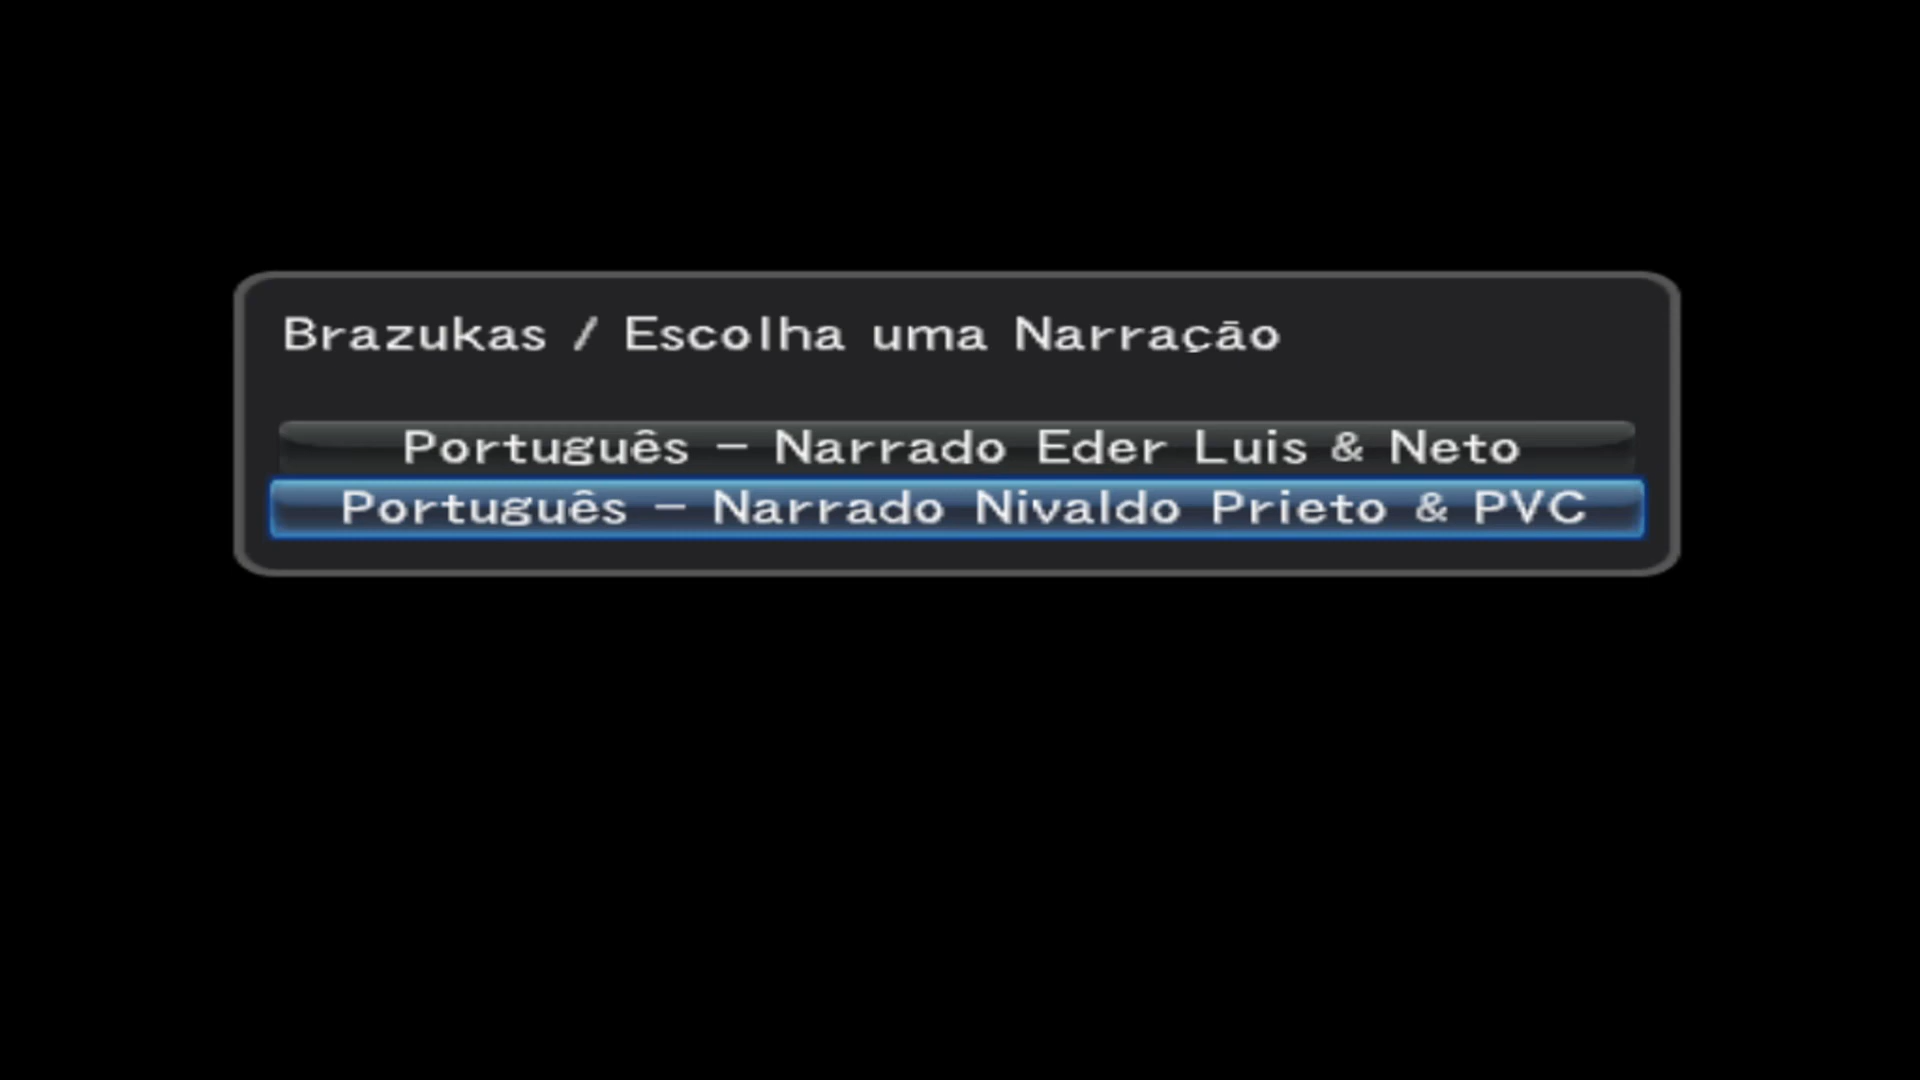 Brazukas / Escolha uma Narração
Português - Narrado Eder Luis & Neto
Português - Narrado Nivaldo Prieto & PVC